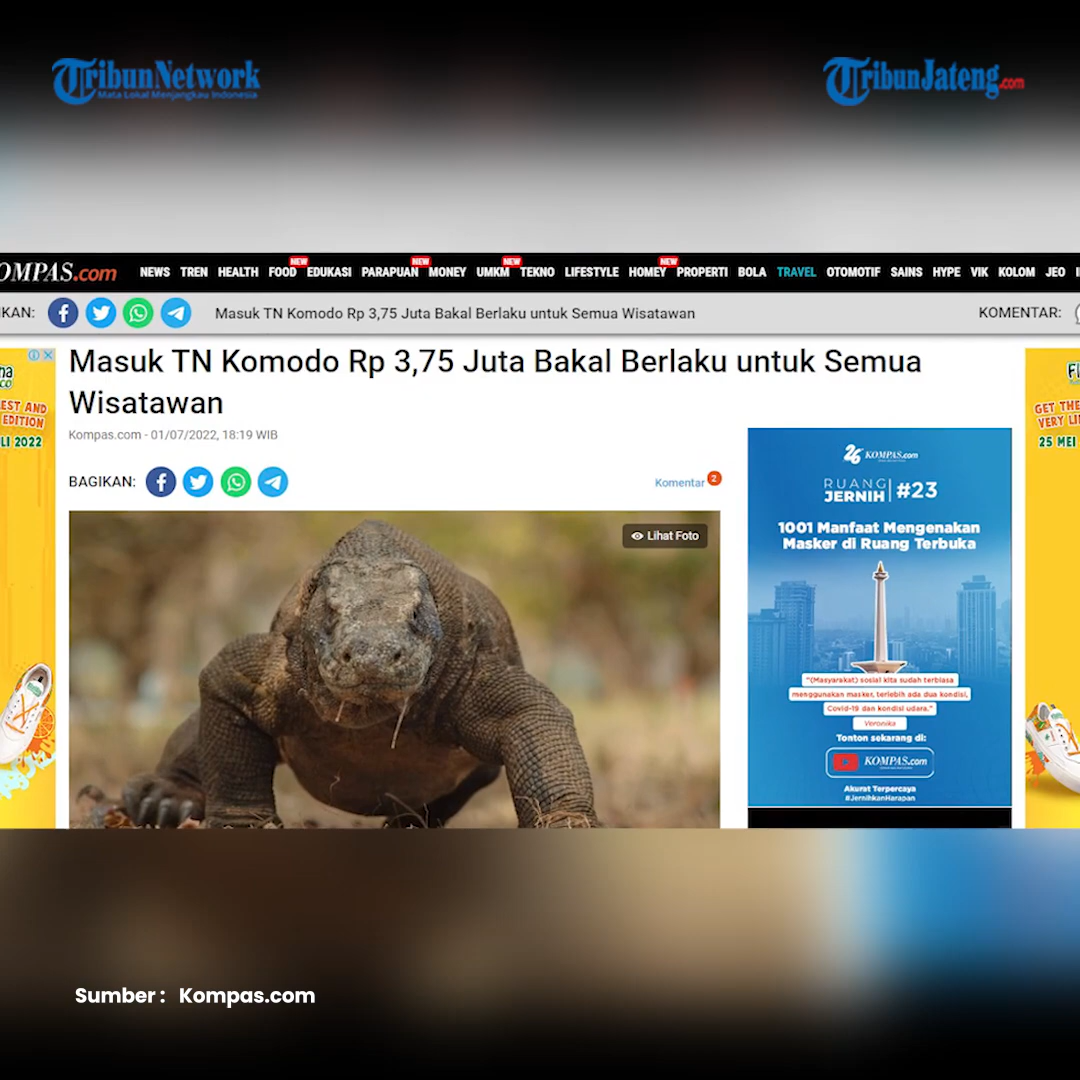 TribunNetwork
Mata Lokal Menjangkau Indonesia
TribunJateng.com
OMPAS.com
NEWS TREN HEALTH FOOD NEW EDUKASI PARAPUAN NEW MONEY UMKM NEW TEKNO LIFESTYLE HOMEY NEW PROPERTI BOLA TRAVEL OTOMOTIF SAINS HYPE VIK KOLOM JEO
IKAN:
Masuk TN Komodo Rp 3,75 Juta Bakal Berlaku untuk Semua Wisatawan
KOMENTAR:
Masuk TN Komodo Rp 3,75 Juta Bakal Berlaku untuk Semua
Wisatawan
Kompas.com - 01/07/2022, 18:19 WIB
BAGIKAN:
Komentar 2
Lihat Foto
na
co
EST AND
EDITION
LI 2022
26 KOMPAS.com
RUANG
JERNIH #23
1001 Manfaat Mengenakan
Masker di Ruang Terbuka
"(Masyarakat) sosial kita sudah terbiasa
menggunakan masker, terlebih ada dua kondisi,
Covid-19 dan kondisi udara."
Veronika
Tonton sekarang di:
KOMPAS.com
Akurat Terpercaya
#JernihkanHarapan
GET THE
VERY LI
25 MEI
Sumber : Kompas.com